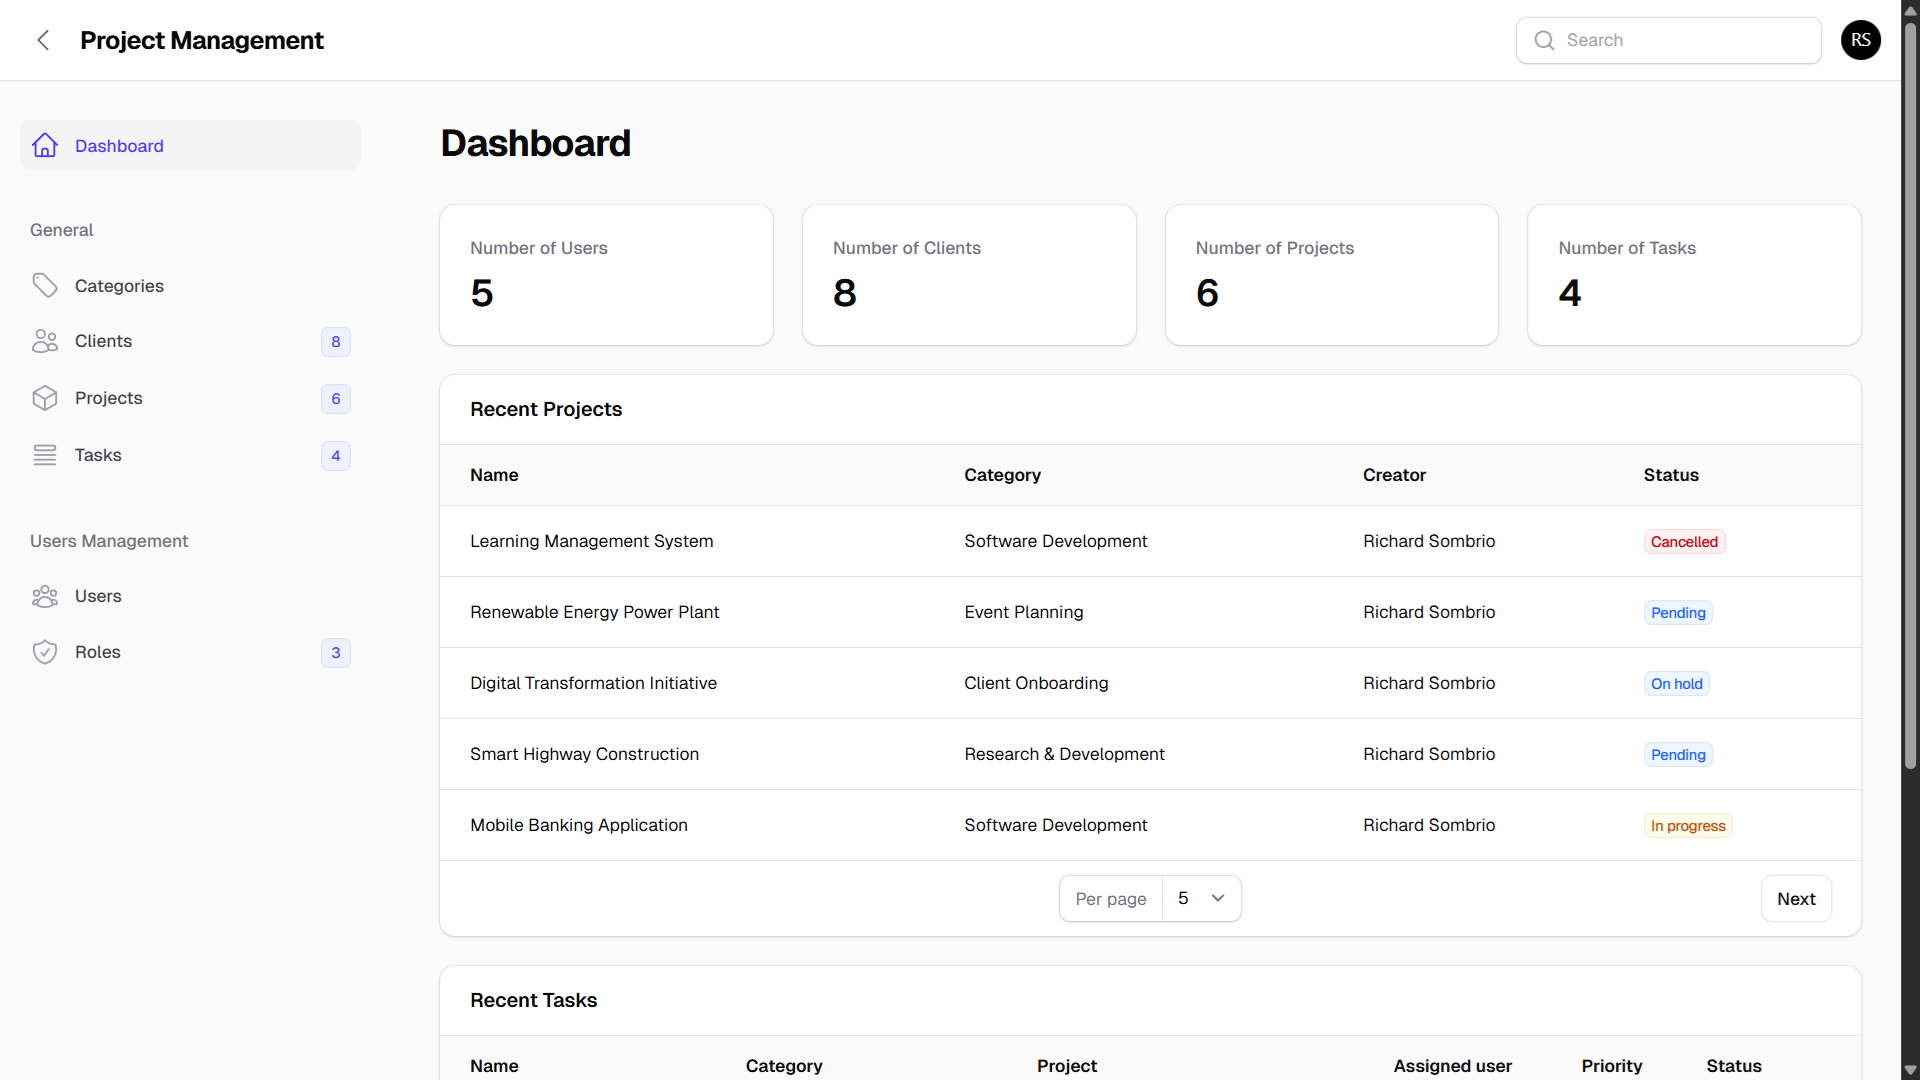 Project Management
Search
RS
Dashboard
General
Categories
Clients 8
Projects 6
Tasks 4
Users Management
Users
Roles 3
Dashboard
Number of Users
5
Number of Clients
8
Number of Projects
6
Number of Tasks
4
Recent Projects
Name Category Creator Status
Learning Management System Software Development Richard Sombrio Cancelled
Renewable Energy Power Plant Event Planning Richard Sombrio Pending
Digital Transformation Initiative Client Onboarding Richard Sombrio On hold
Smart Highway Construction Research & Development Richard Sombrio Pending
Mobile Banking Application Software Development Richard Sombrio In progress
Per page 5 Next
Recent Tasks
Name Category Project Assigned user Priority Status